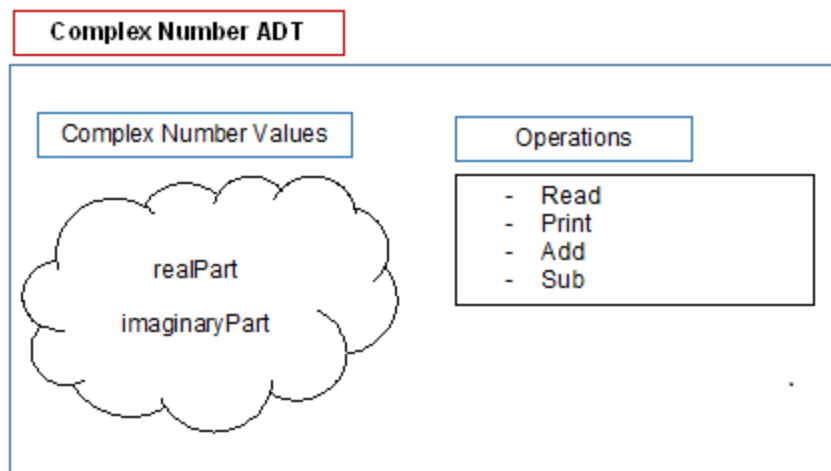 Complex Number ADT
Complex Number Values
Operations
- Read
- Print
- Add
- Sub
realPart
imaginaryPart